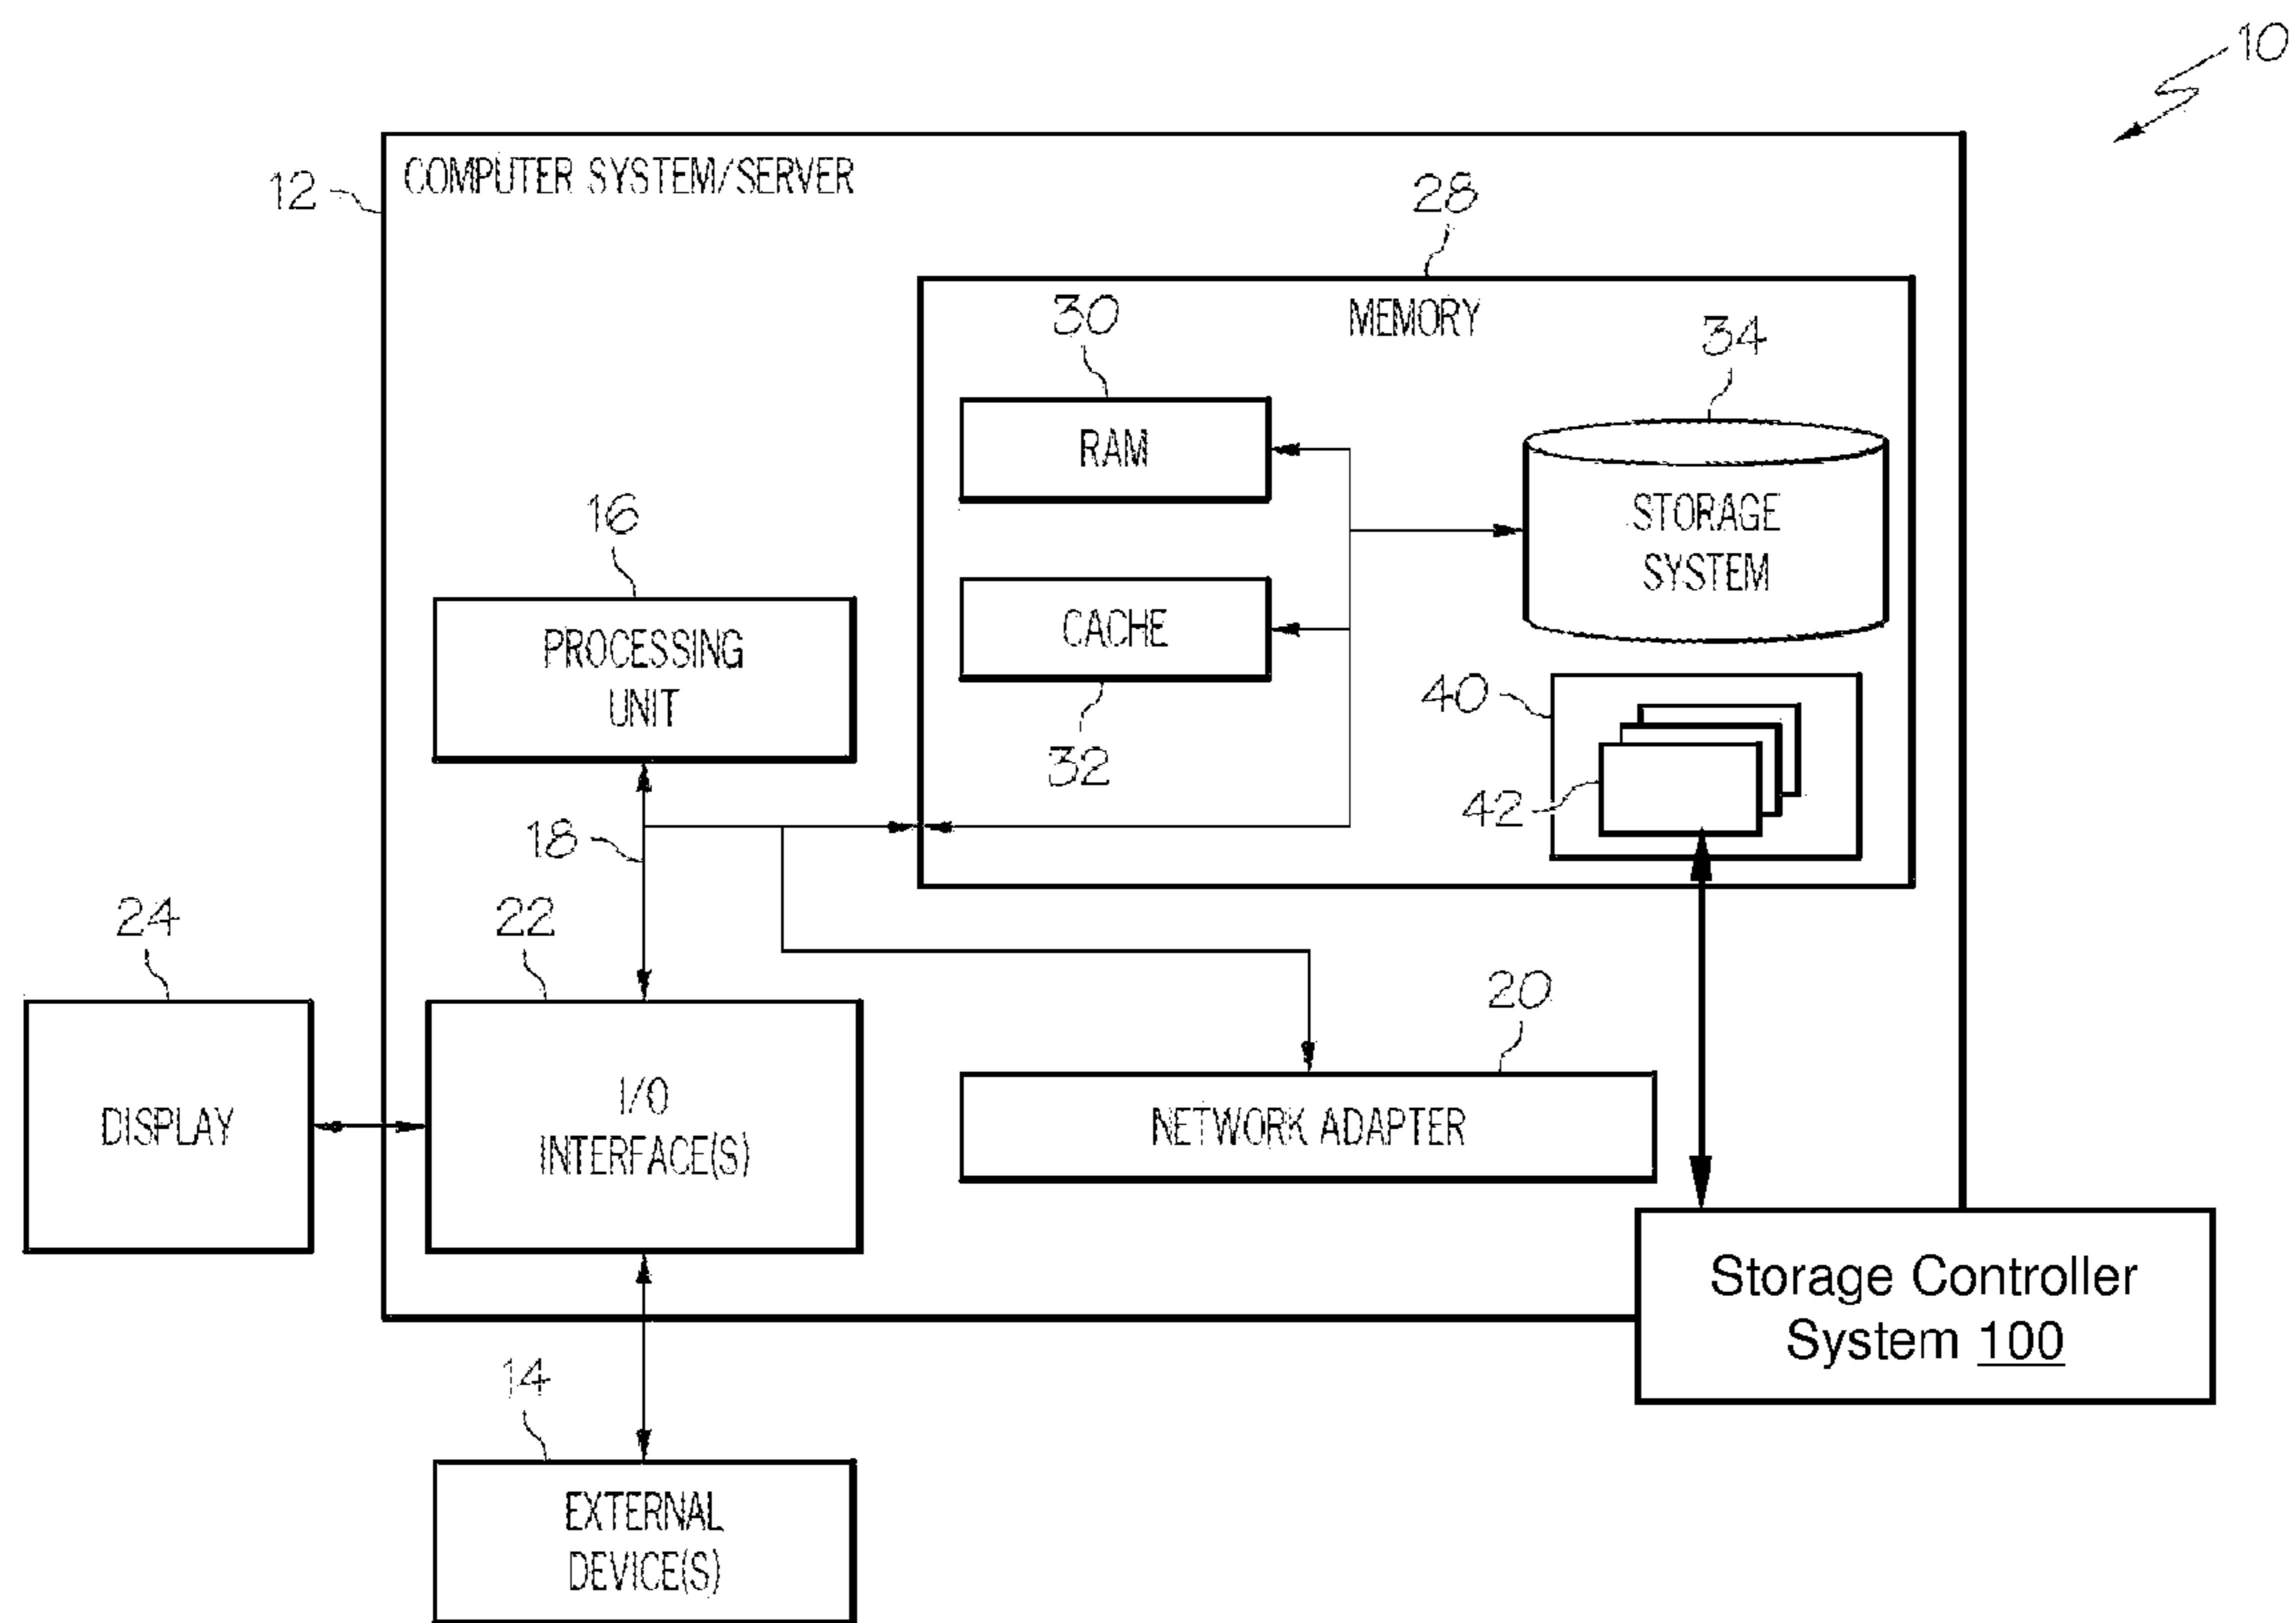 10
12
COMPUTER SYSTEM/SERVER
28
MEMORY
30
34
RAM
STORAGE
SYSTEM
16
PROCESSING
UNIT
CACHE
32
40
42
18
24
22
20
DISPLAY
I/O
INTERFACE(S)
NETWORK ADAPTER
Storage Controller
System 100
14
EXTERNAL
DEVICE(S)